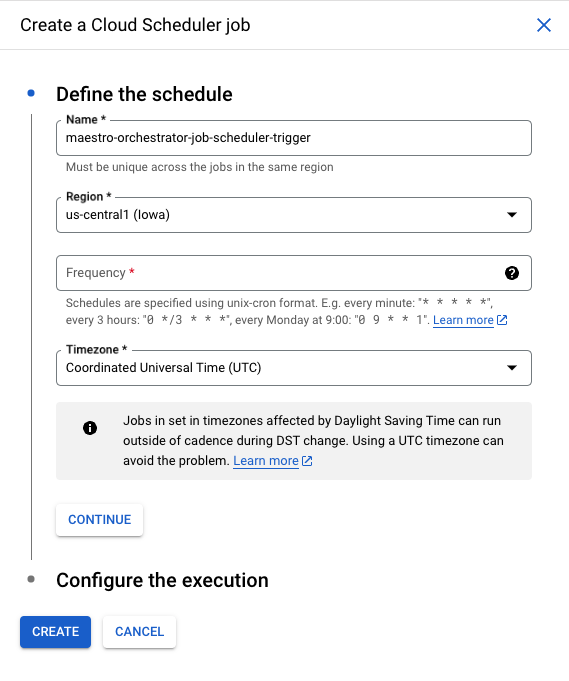 Create a Cloud Scheduler job
Define the schedule
Name *
maestro-orchestrator-job-scheduler-trigger
Must be unique across the jobs in the same region
Region *
us-central1 (Iowa)
Frequency *
Schedules are specified using unix-cron format. E.g. every minute: "* * * * *",
every 3 hours: "0 */3 * * *", every Monday at 9:00: "0 9 * * 1". Learn more
Timezone *
Coordinated Universal Time (UTC)
Jobs in set in timezones affected by Daylight Saving Time can run
outside of cadence during DST change. Using a UTC timezone can
avoid the problem. Learn more
CONTINUE
Configure the execution
CREATE CANCEL